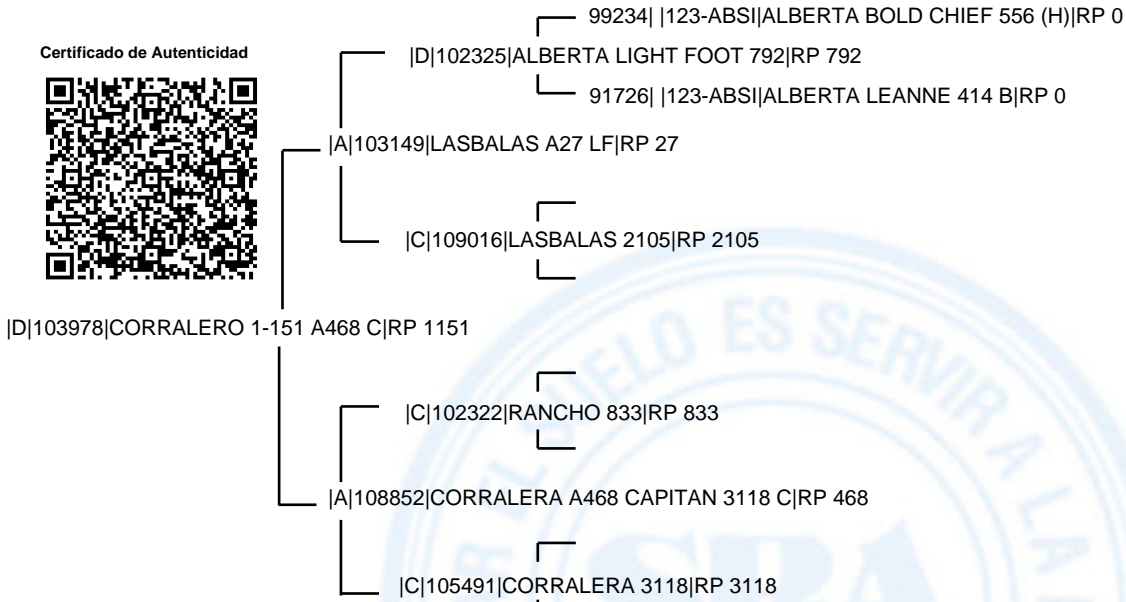 99234| |123-ABSI|ALBERTA BOLD CHIEF 556 (H)|RP 0
Certificado de Autenticidad
|D|102325|ALBERTA LIGHT FOOT 792|RP 792
91726| |123-ABSI|ALBERTA LEANNE 414 B|RP 0
|A|103149|LASBALAS A27 LF|RP 27
|C|109016|LASBALAS 2105|RP 2105
|D|103978|CORRALERO 1-151 A468 C|RP 1151
|C|102322|RANCHO 833|RP 833
|A|108852|CORRALERA A468 CAPITAN 3118 C|RP 468
|C|105491|CORRALERA 3118|RP 3118
ES SERVIR A LA